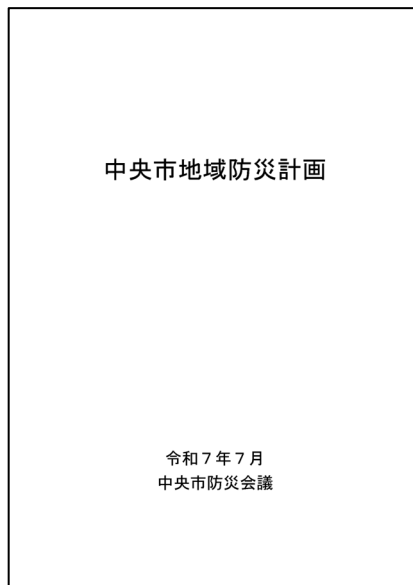 中央市地域防災計画
令和７年７月
中央市防災会議